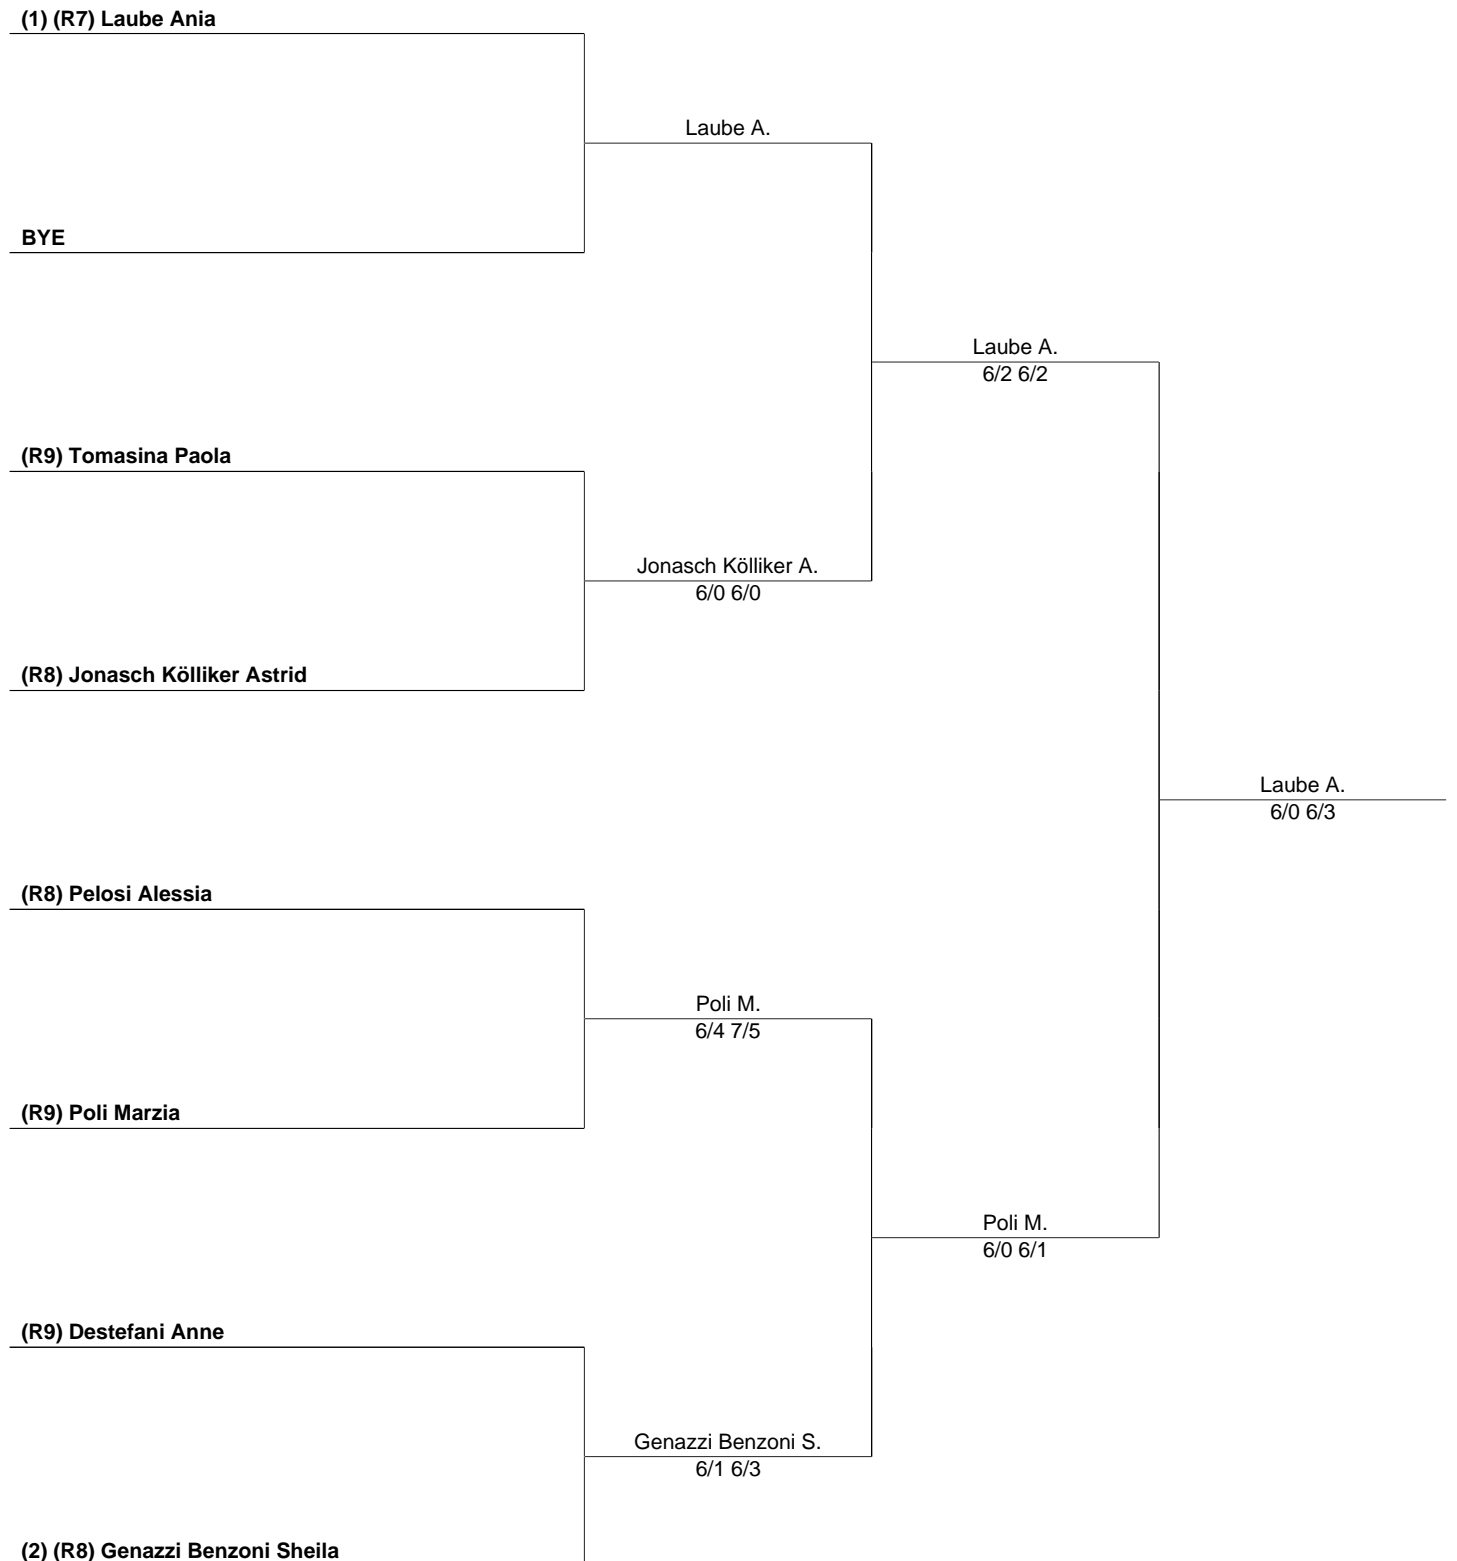 (1) (R7) Laube Ania
Laube A.
BYE
Laube A.
6/2 6/2
(R9) Tomasina Paola
Jonasch Kölliker A.
6/0 6/0
(R8) Jonasch Kölliker Astrid
Laube A.
6/0 6/3
(R8) Pelosi Alessia
Poli M.
6/4 7/5
(R9) Poli Marzia
Poli M.
6/0 6/1
(R9) Destefani Anne
Genazzi Benzoni S.
6/1 6/3
(2) (R8) Genazzi Benzoni Sheila